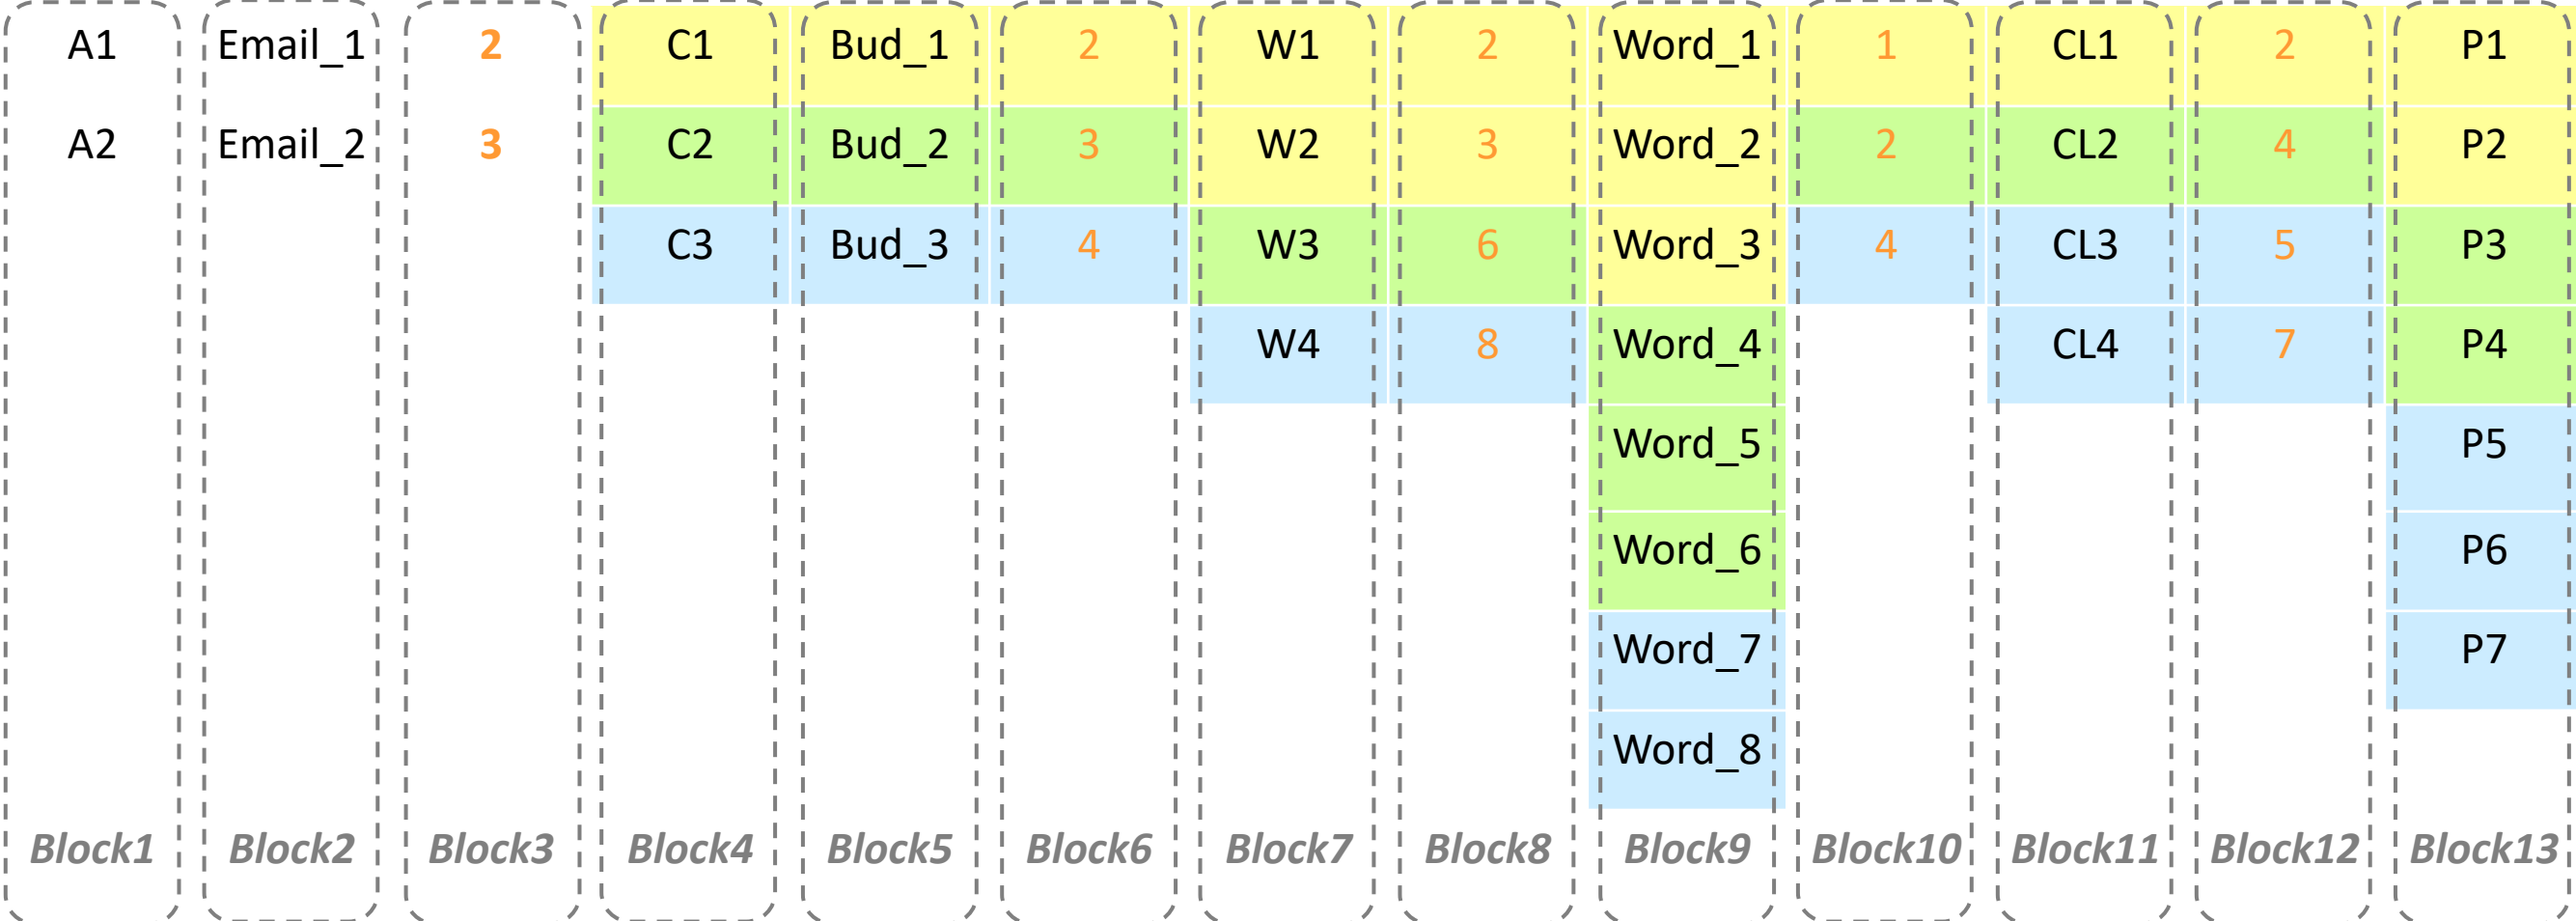 A1 Email_1 2 C1 Bud_1 2 W1 2 Word_1 1 CL1 2 P1
A2 Email_2 3 C2 Bud_2 3 W2 3 Word_2 2 CL2 4 P2
C3 Bud_3 4 W3 6 Word_3 4 CL3 5 P3
W4 8 Word_4 CL4 7 P4
Word_5 P5
Word_6 P6
Word_7 P7
Word_8
Block1 Block2 Block3 Block4 Block5 Block6 Block7 Block8 Block9 Block10 Block11 Block12 Block13